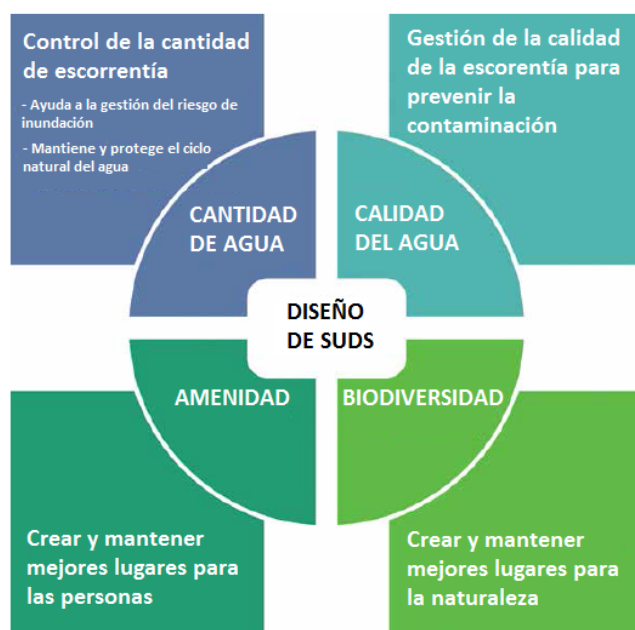 Control de la cantidad
de escorrentía
- Ayuda a la gestión del riesgo de
inundación
- Mantiene y protege el ciclo
natural del agua
Gestión de la calidad
de la escorentía para
prevenir la
contaminación
CANTIDAD
DE AGUA
CALIDAD
DEL AGUA
DISEÑO
DE SUDS
AMENIDAD
BIODIVERSIDAD
Crear y mantener
mejores lugares para
las personas
Crear y mantener
mejores lugares para
la naturaleza